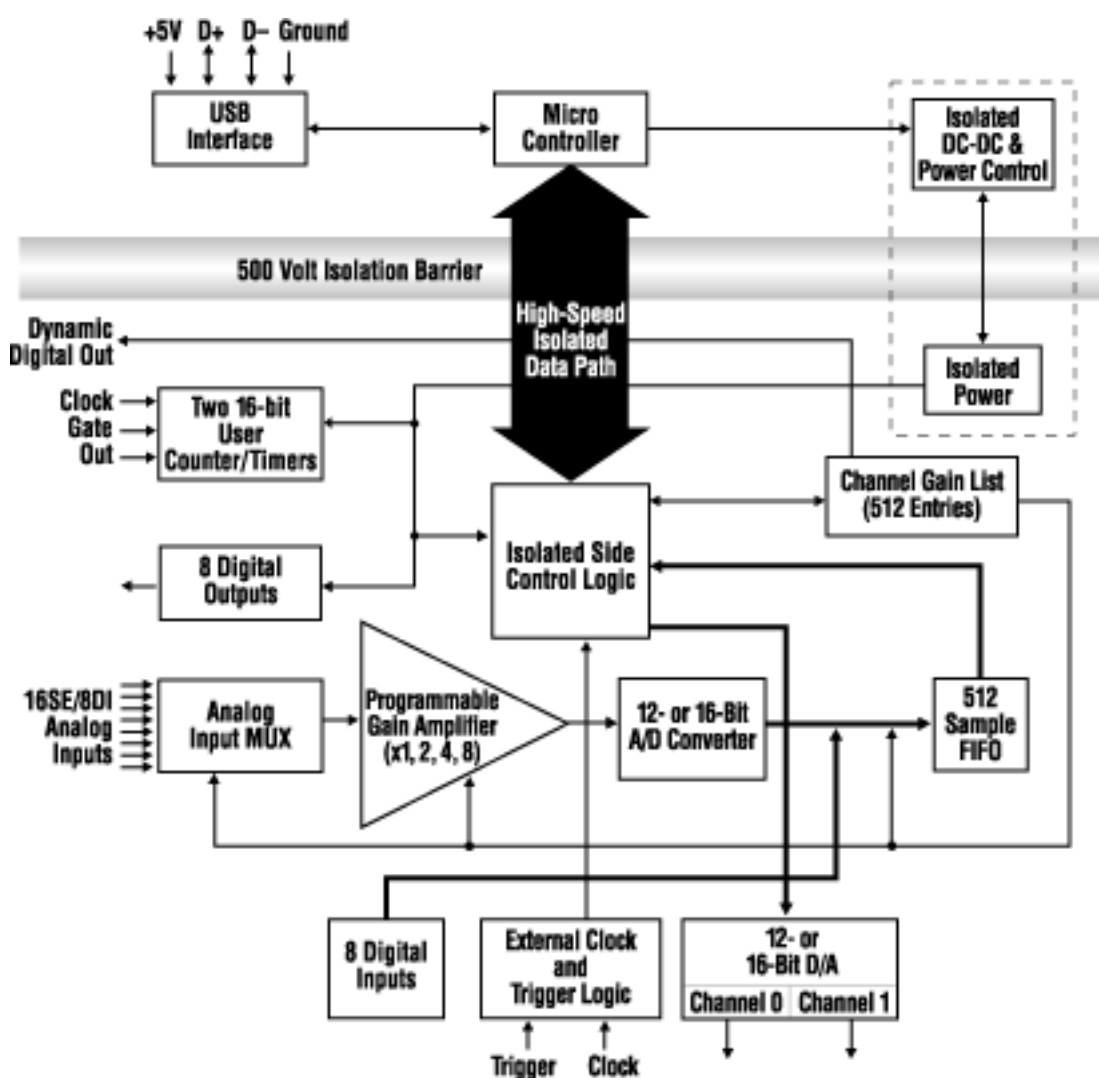 +5V D+ D– Ground
USB
Interface
Micro
Controller
Isolated
DC-DC &
Power Control
500 Volt Isolation Barrier
High-Speed
Isolated
Data Path
Dynamic
Digital Out
Isolated
Power
Clock
Gate
Out
Two 16-bit
User
Counter/Timers
Channel Gain List
(512 Entries)
Isolated Side
Control Logic
8 Digital
Outputs
16SE/8DI
Analog
Inputs
Analog
Input MUX
Programmable
Gain Amplifier
(x1, 2, 4, 8)
12- or 16-Bit
A/D Converter
512
Sample
FIFO
8 Digital
Inputs
External Clock
and
Trigger Logic
12- or
16-Bit D/A
Channel 0 Channel 1
Trigger Clock